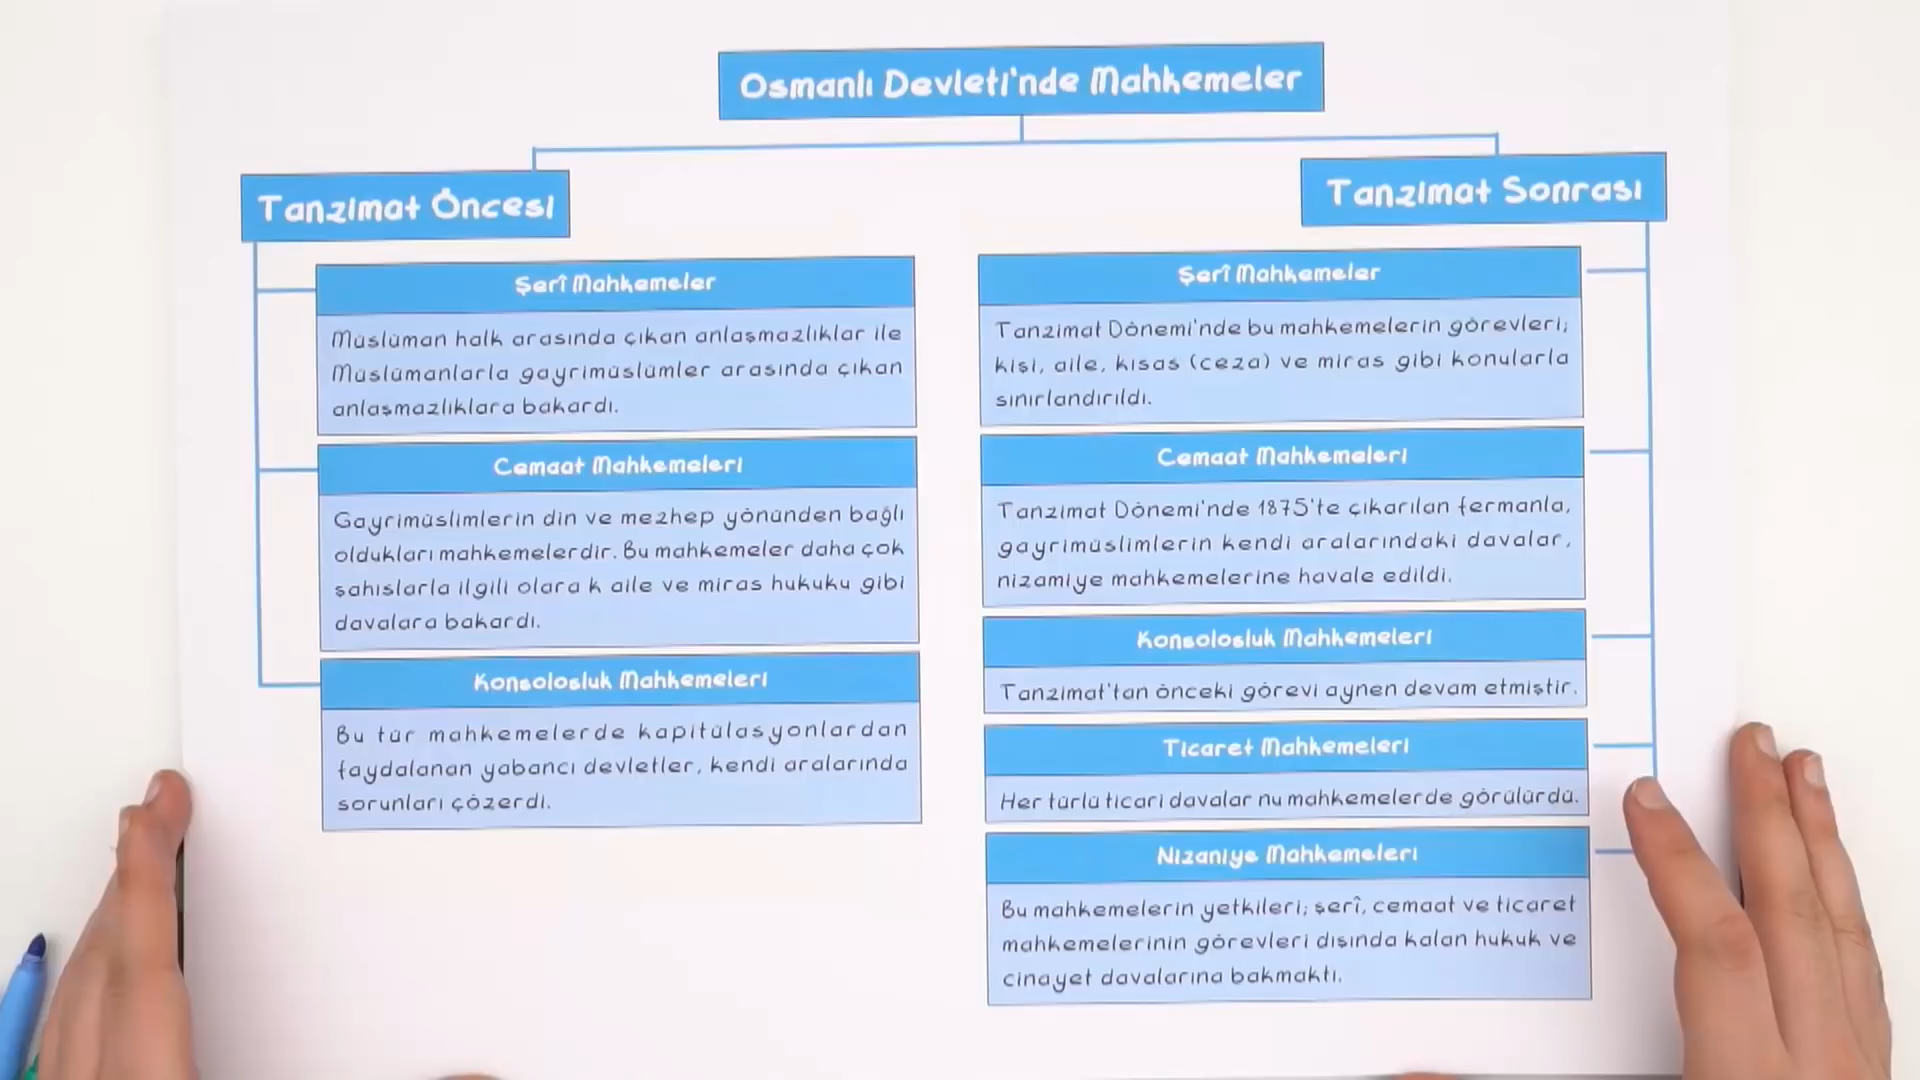 Osmanlı Devleti'nde Mahkemeler
Tanzimat Öncesi
Şerî Mahkemeler
Müslüman halk arasında çıkan anlaşmazlıklar ile
Müslümanlarla gayrimüslümler arasında çıkan
anlaşmazlıklara bakardı.
Cemaat Mahkemeleri
Gayrimüslimlerin din ve mezhep yönünden bağlı
oldukları mahkemelerdir. Bu mahkemeler daha çok
şahıslarla ilgili olara k aile ve miras hukuku gibi
davalara bakardı.
Konsolosluk Mahkemeleri
Bu tür mahkemelerde kapitülasyonlardan
faydalanan yabancı devletler, kendi aralarında
sorunları çözerdi.
Tanzimat Sonrası
Şerî Mahkemeler
Tanzimat Dönemi'nde bu mahkemelerin görevleri;
kişi, aile, kısas (ceza) ve miras gibi konularla
sınırlandırıldı.
Cemaat Mahkemeleri
Tanzimat Dönemi'nde 1875'te çıkarılan fermanla,
gayrimüslimlerin kendi aralarındaki davalar,
nizamiye mahkemelerine havale edildi.
Konsolosluk Mahkemeleri
Tanzimat'tan önceki görevi aynen devam etmiştir.
Ticaret Mahkemeleri
Her türlü ticari davalar nu mahkemelerde görülürdü.
Nizaniye Mahkemeleri
Bu mahkemelerin yetkileri; şerî, cemaat ve ticaret
mahkemelerinin görevleri dışında kalan hukuk ve
cinayet davalarına bakmaktı.